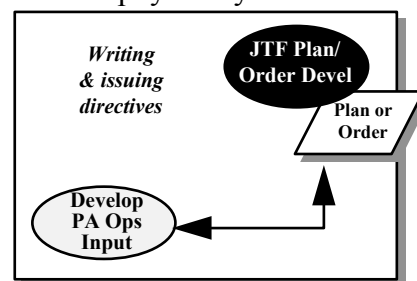 Writing
& issuing
directives
JTF Plan/
Order Devel
Plan or
Order
Develop
PA Ops
Input